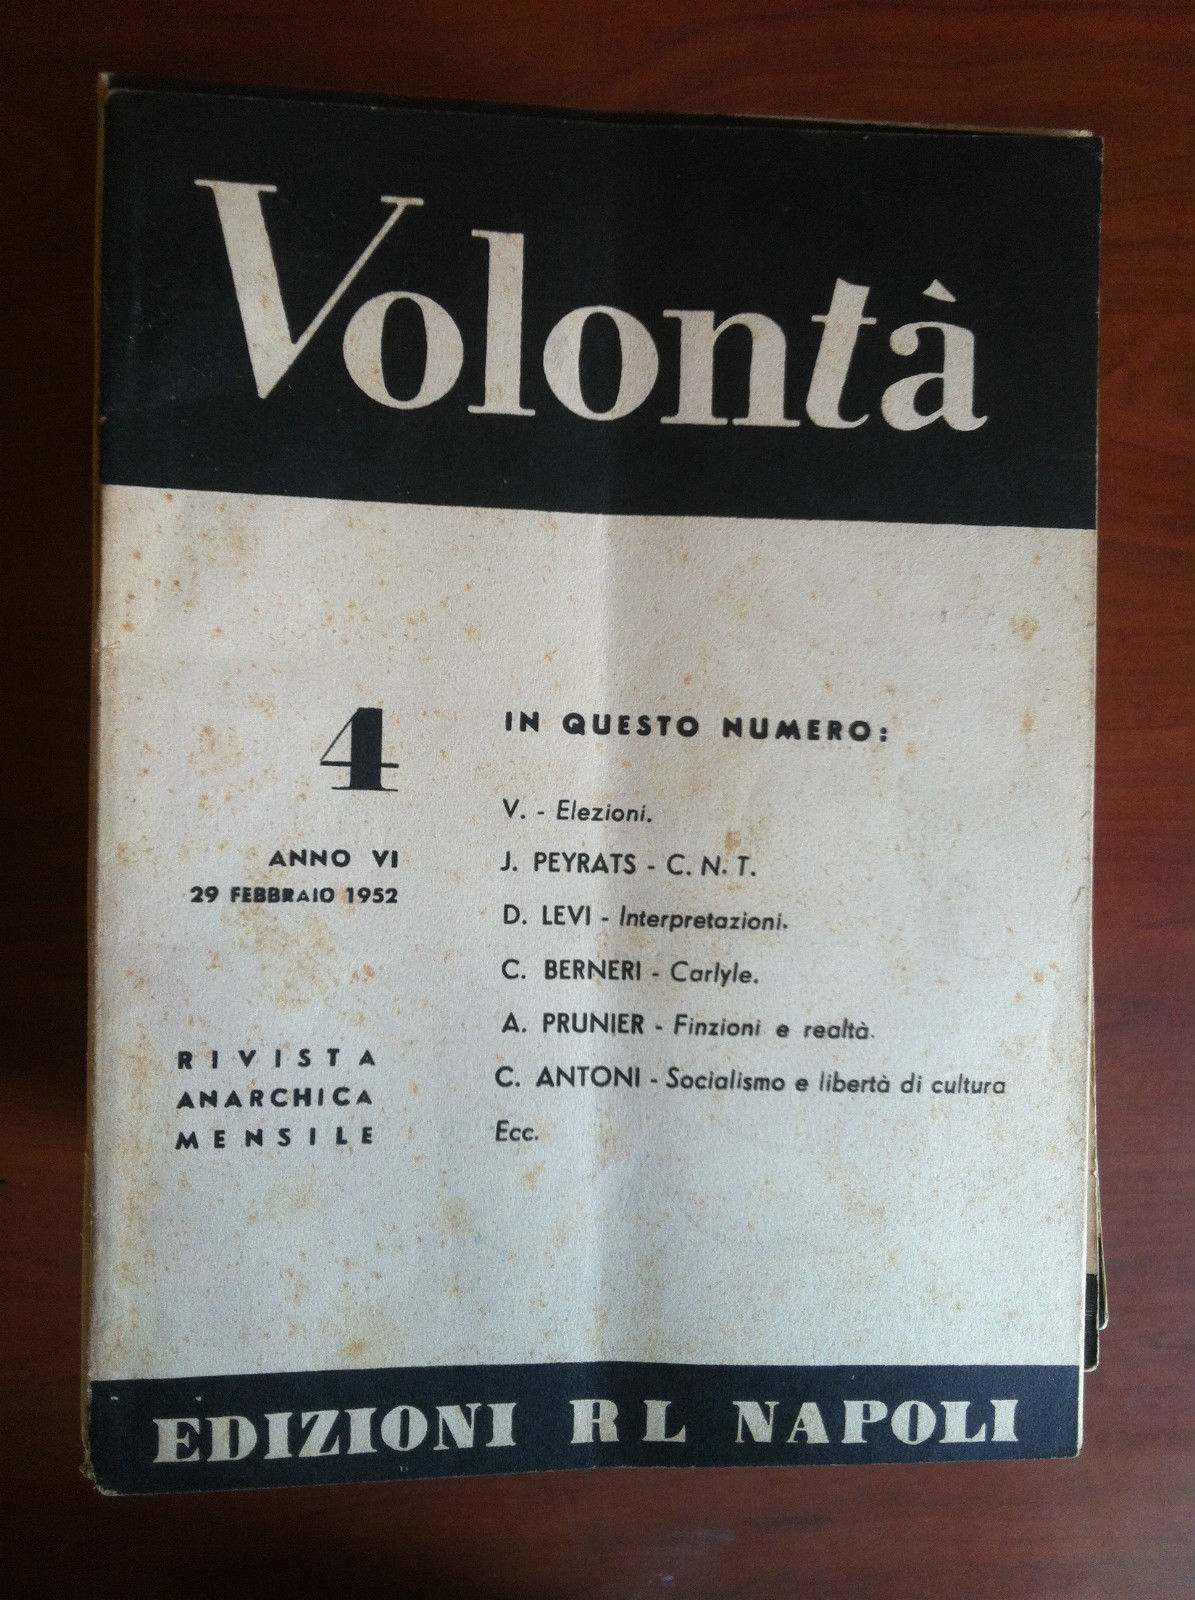 Volontà
4
ANNO VI
29 FEBBRAIO 1952
RIVISTA
ANARCHICA
MENSILE
IN QUESTO NUMERO:
V. - Elezioni.
J. PEYRATS - C. N. T.
D. LEVI - Interpretazioni.
C. BERNERI - Carlyle.
A. PRUNIER - Finzioni e realtà.
C. ANTONI - Socialismo e libertà di cultura
Ecc.
EDIZIONI RL NAPOLI